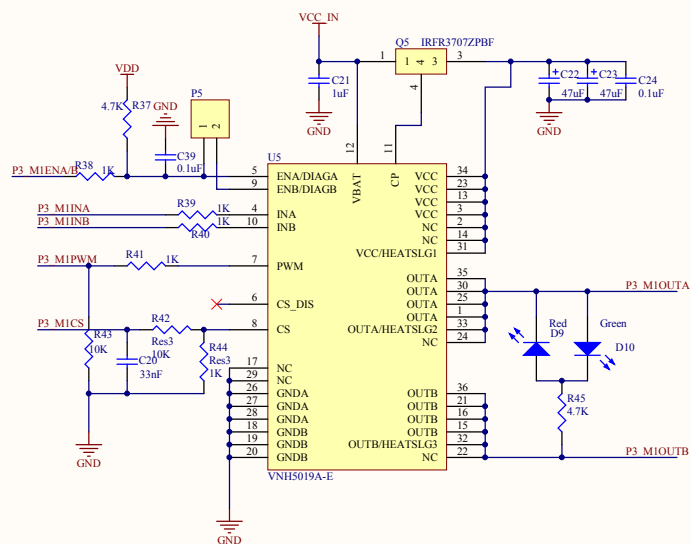 VCC_IN
Q5 IRFR3707ZPBF
1
1 4 3
3
4
C21
1uF
GND
C22
47uF
C23
47uF
C24
0.1uF
GND
VDD
4.7K
R37
GND
P5
1 2
C39
0.1uF
U5
12
11
P3_M1ENA/B
R38
1K
5 ENA/DIAGA
9 ENB/DIAGB
VBAT
CP
P3_M1INA
R39
1K
4 INA
P3_M1INB
R40
1K
10 INB
P3_M1PWM
R41
1K
7 PWM
6 CS_DIS
P3_M1CS
R42
Res3
10K
8 CS
R43
10K
C20
33nF
R44
Res3
1K
GND
17 NC
29 NC
26 GNDA
27 GNDA
28 GNDA
18 GNDB
19 GNDB
20 GNDB
GND
VCC 34
VCC 23
VCC 13
VCC 3
NC 2
NC 14
VCC/HEATSLG1 31
OUTA 35
OUTA 30
OUTA 25
OUTA 1
OUTA/HEATSLG2 33
NC 24
OUTB 36
OUTB 21
OUTB 16
OUTB 15
OUTB/HEATSLG3 32
NC 22
VNH5019A-E
P3_M1OUTA
Red
D9
Green
D10
R45
4.7K
P3_M1OUTB